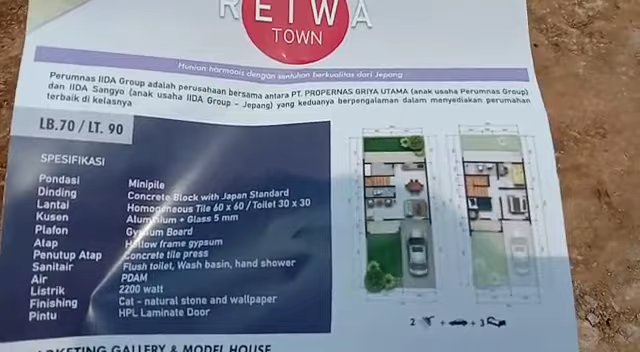 REIWA
TOWN
Hunian harmonis dengan sentuhan berkualitas dari Jepang
Perumnas IIDA Group adalah perusahaan bersama antara PT. PROPERNAS GRIYA UTAMA (anak usaha Perumnas Group)
dan IIDA Sangyo (anak usaha IIDA Group - Jepang) yang keduanya berpengalaman dalam menyediakan perumahan
terbaik di kelasnya
LB.70 / LT. 90
SPESIFIKASI
Pondasi Minipile
Dinding Concrete Block with Japan Standard
Lantai Homogeneous Tile 60 x 60 / Toilet 30 x 30
Kusen Aluminium + Glass 5 mm
Plafon Gypsum Board
Atap Hollow frame gypsum
Penutup Atap Concrete tile press
Sanitair Flush toilet, Wash basin, hand shower
Air PDAM
Listrik 2200 watt
Finishing Cat - natural stone and wallpaper
Pintu HPL Laminate Door
2 + + 3
MARKETING GALLERY & MODEL HOUSE